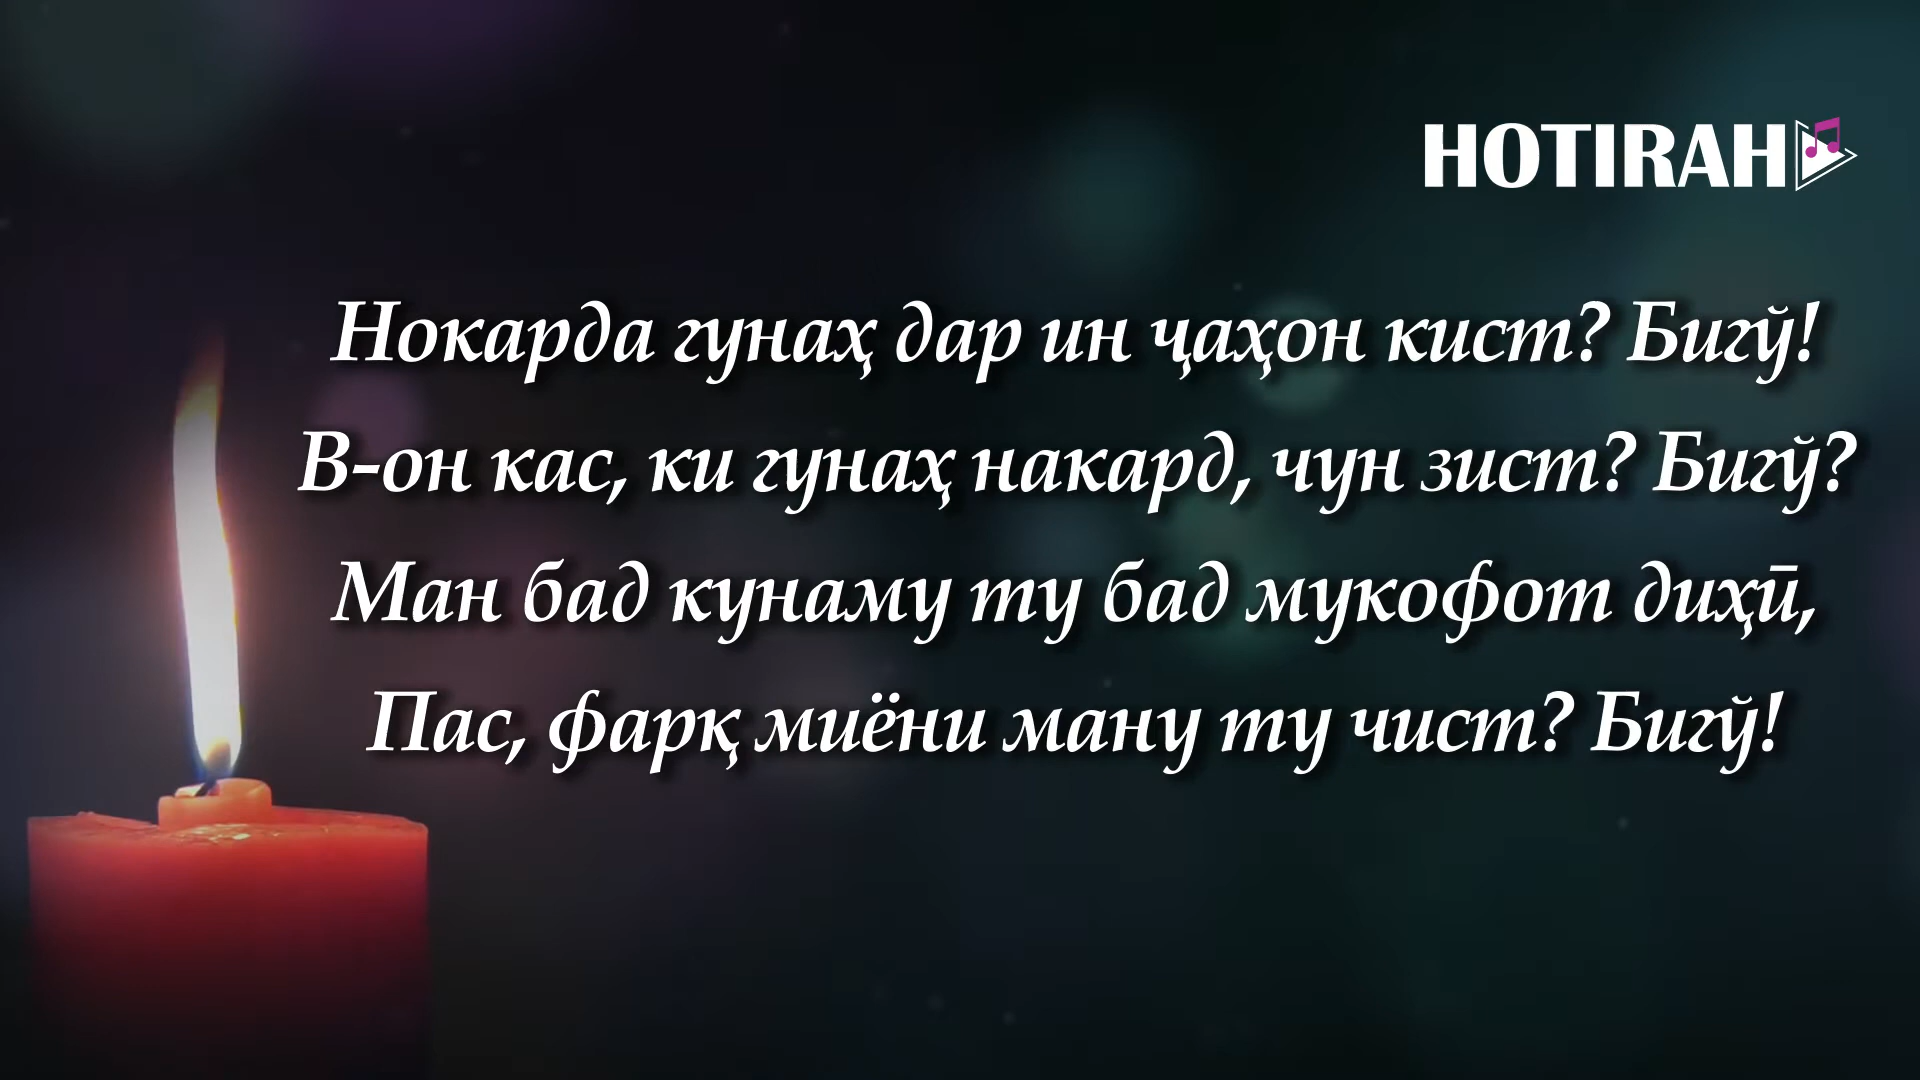 HOTIRAH
Нокарда гунаҳ дар ин ҷаҳон кист? Бигӯ!
В-он кас, ки гунаҳ накард, чун зист? Бигӯ?
Ман бад кунаму ту бад мукофот диҳӣ,
Пас, фарқ миёни ману ту чист? Бигӯ!